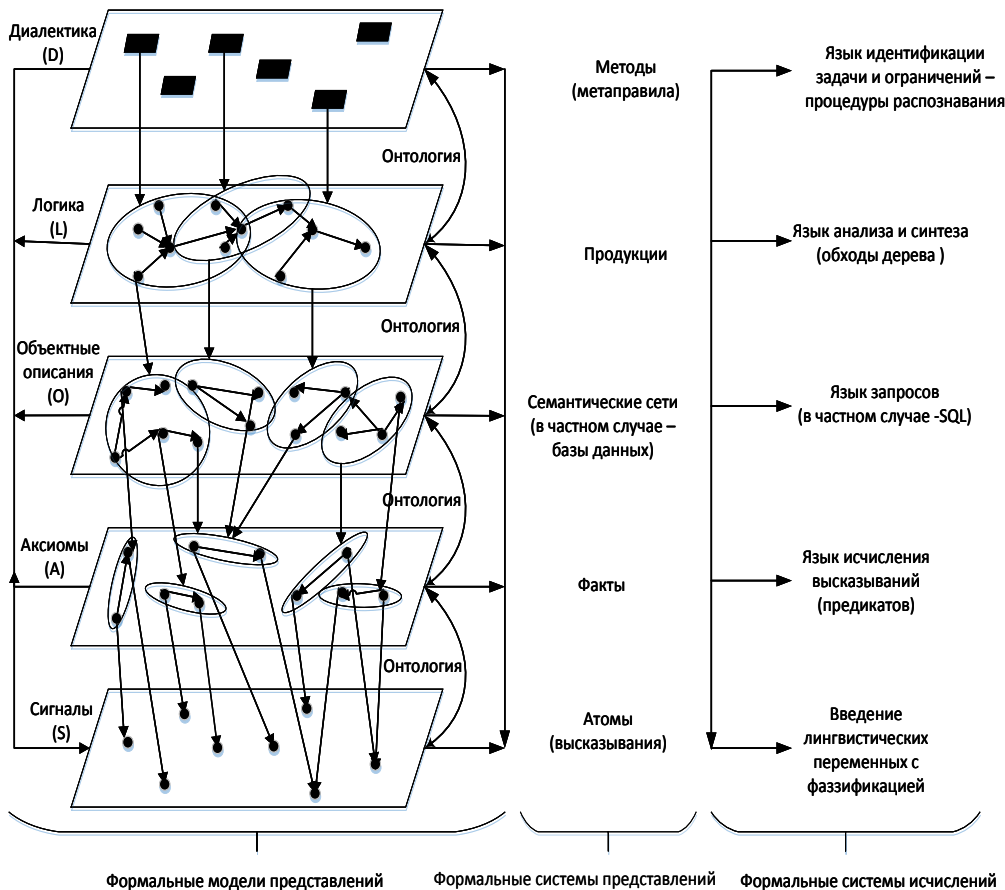 Диалектика
(D)
Методы
(метаправила)
Язык идентификации
задачи и ограничений –
процедуры распознавания
Онтология
Логика
(L)
Продукции
Язык анализа и синтеза
(обходы дерева )
Онтология
Объектные
описания
(O)
Семантические сети
(в частном случае –
базы данных)
Язык запросов
(в частном случае -SQL)
Онтология
Аксиомы
(A)
Факты
Язык исчисления
высказываний
(предикатов)
Онтология
Сигналы
(S)
Атомы
(высказывания)
Введение
лингвистических
переменных с
фаззификацией
Формальные модели представлений
Формальные системы представлений
Формальные системы исчислений